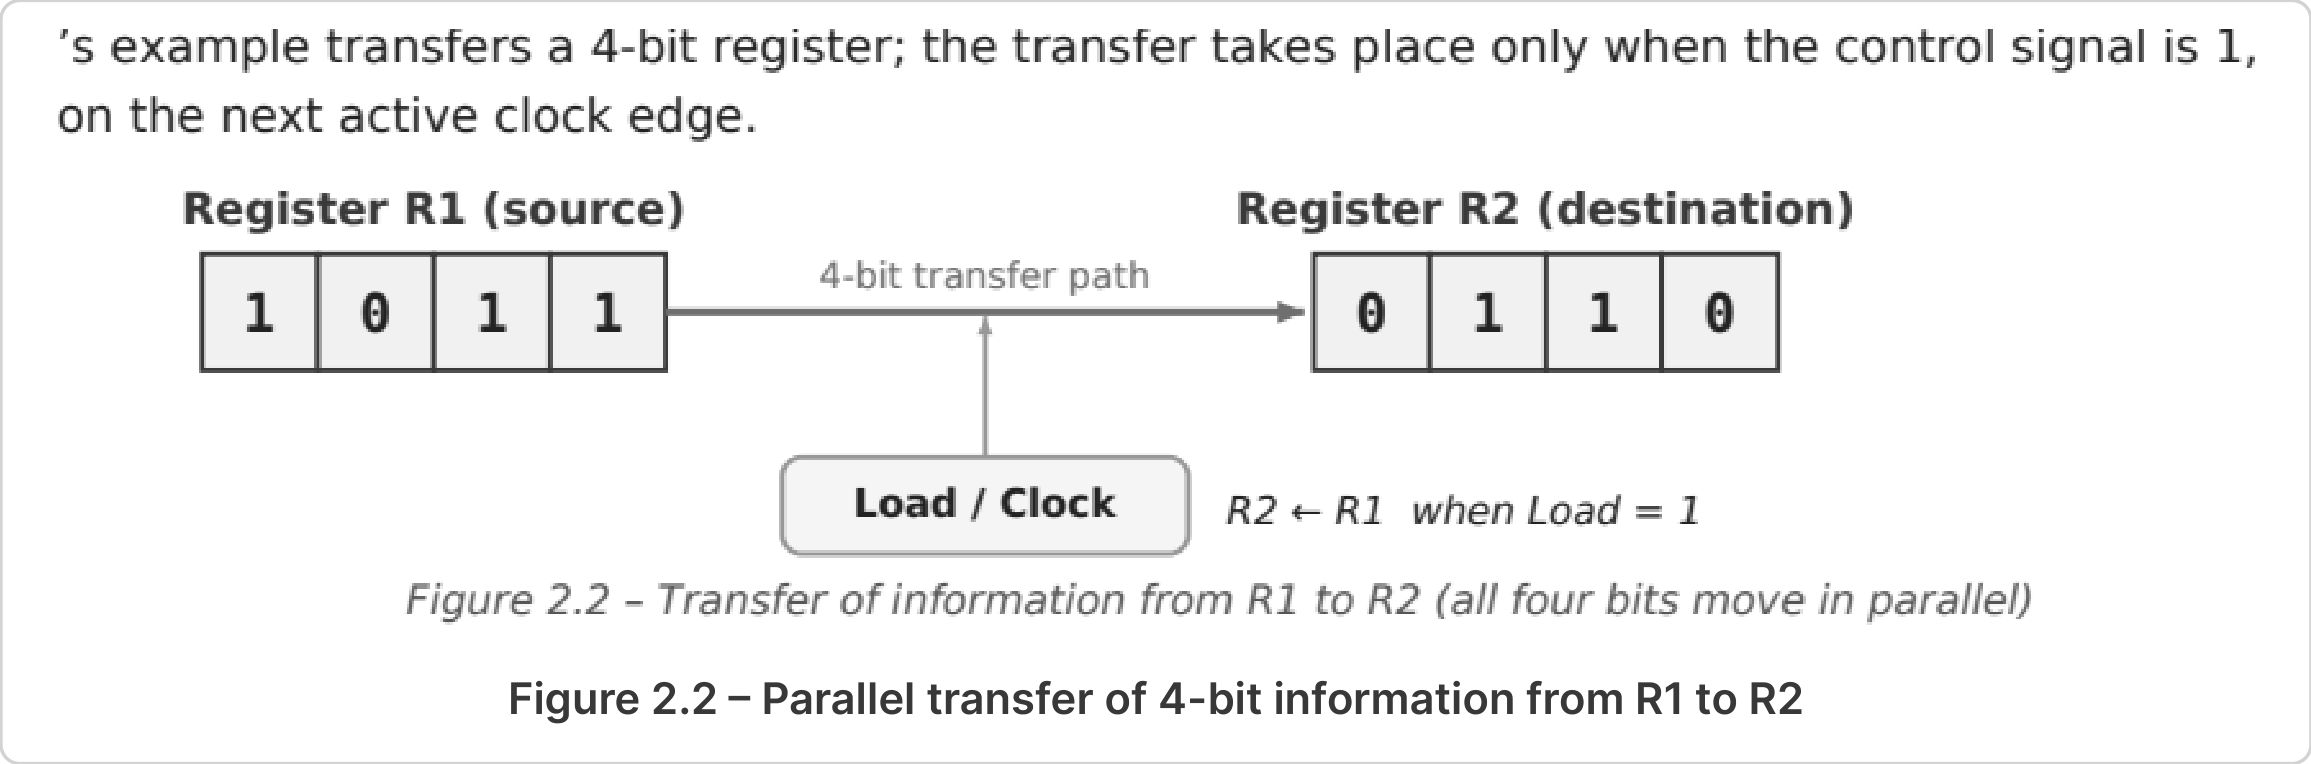 ’s example transfers a 4-bit register; the transfer takes place only when the control signal is 1,
on the next active clock edge.
Register R1 (source)
Register R2 (destination)
1 0 1 1
4-bit transfer path
0 1 1 0
Load / Clock
R2 ← R1 when Load = 1
Figure 2.2 – Transfer of information from R1 to R2 (all four bits move in parallel)
Figure 2.2 – Parallel transfer of 4-bit information from R1 to R2